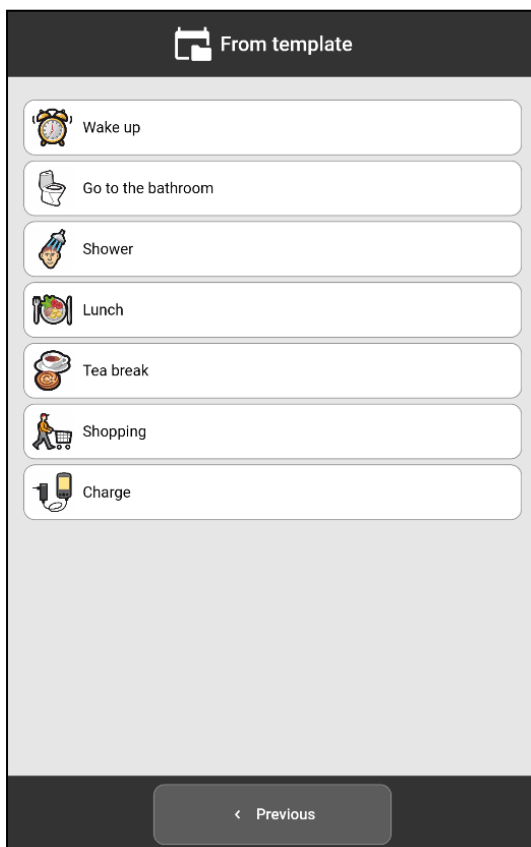 From template
Wake up
Go to the bathroom
Shower
Lunch
Tea break
Shopping
Charge
Previous